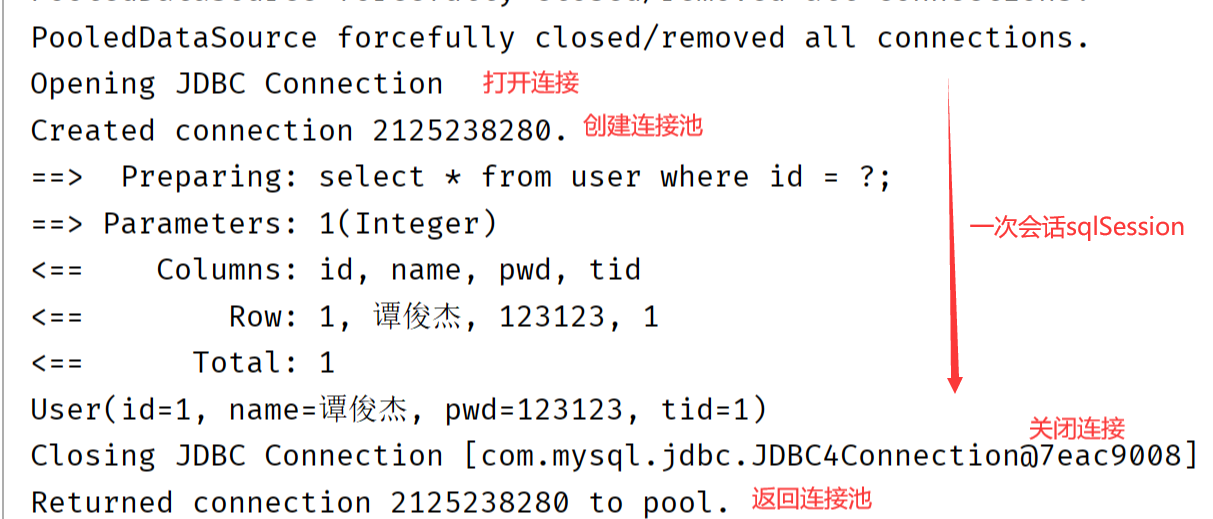 PooledDataSource forcefully closed/removed all connections.
Opening JDBC Connection 打开连接
Created connection 2125238280. 创建连接池
==>  Preparing: select * from user where id = ?;
==> Parameters: 1(Integer)
一次会话sqlSession
<==    Columns: id, name, pwd, tid
<==        Row: 1, 谭俊杰, 123123, 1
<==      Total: 1
User(id=1, name=谭俊杰, pwd=123123, tid=1)
关闭连接
Closing JDBC Connection [com.mysql.jdbc.JDBC4Connection@7eac9008]
Returned connection 2125238280 to pool. 返回连接池